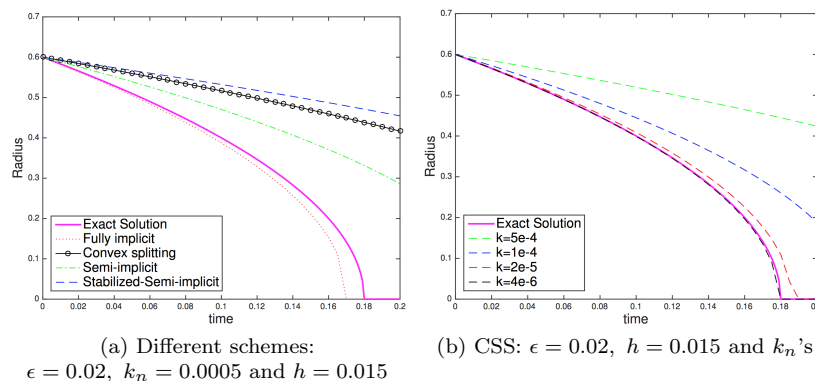 0.7
0.6
0.5
0.4
0.3
0.2
0.1
0
Radius
Exact Solution
Fully implicit
Convex splitting
Semi-implicit
Stabilized-Semi-implicit
0 0.02 0.04 0.06 0.08 0.1 0.12 0.14 0.16 0.18 0.2
time
(a) Different schemes:
ϵ = 0.02, kₙ = 0.0005 and h = 0.015
0.7
0.6
0.5
0.4
0.3
0.2
0.1
0
Radius
Exact Solution
k=5e-4
k=1e-4
k=2e-5
k=4e-6
0 0.02 0.04 0.06 0.08 0.1 0.12 0.14 0.16 0.18 0.
time
(b) CSS: ϵ = 0.02, h = 0.015 and kₙ's